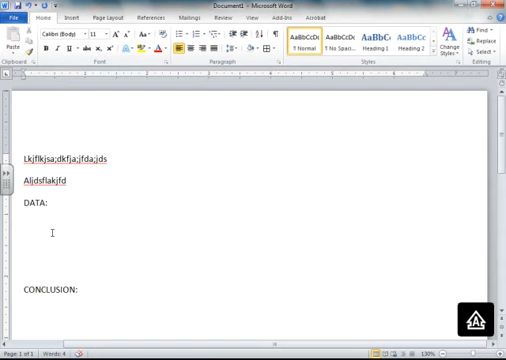 Document1 - Microsoft Word
File Home Insert Page Layout References Mailings Review View Add-Ins Acrobat
Paste Calibri (Body) 11 AaBbCcDc AaBbCcDc AaBbCc AaBbCc Change Styles Find
¶ Normal ¶ No Spaci... Heading 1 Heading 2 Replace
Select
Clipboard Font Paragraph Styles Editing
Lkjflkjsa;dkfja;jfda;jds
Aljdsflakjfd
DATA:
CONCLUSION:
Page: 1 of 1 Words: 4 130%